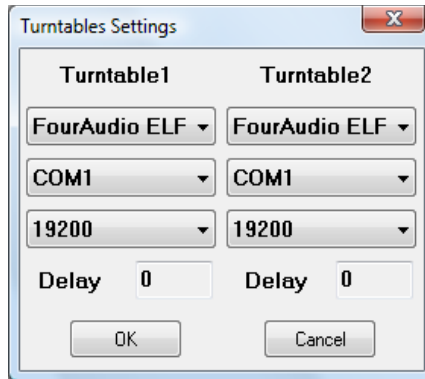 Turntables Settings
Turntable1 Turntable2
FourAudio ELF FourAudio ELF
COM1 COM1
19200 19200
Delay 0 Delay 0
OK Cancel